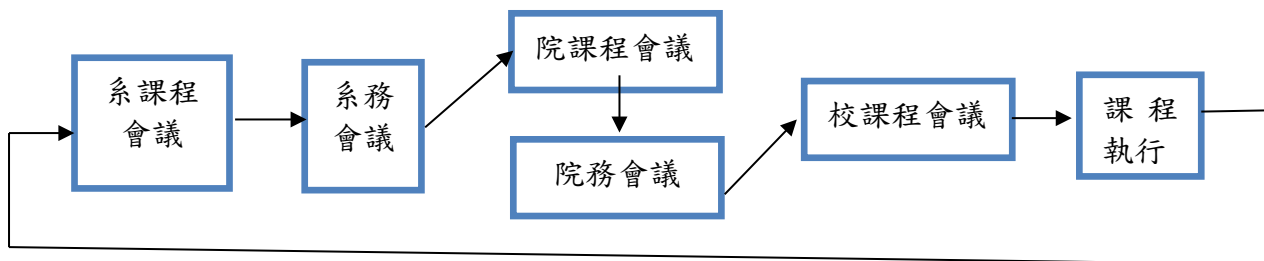 系課程
會議
系務
會議
院課程會議
院務會議
校課程會議
課 程
執行